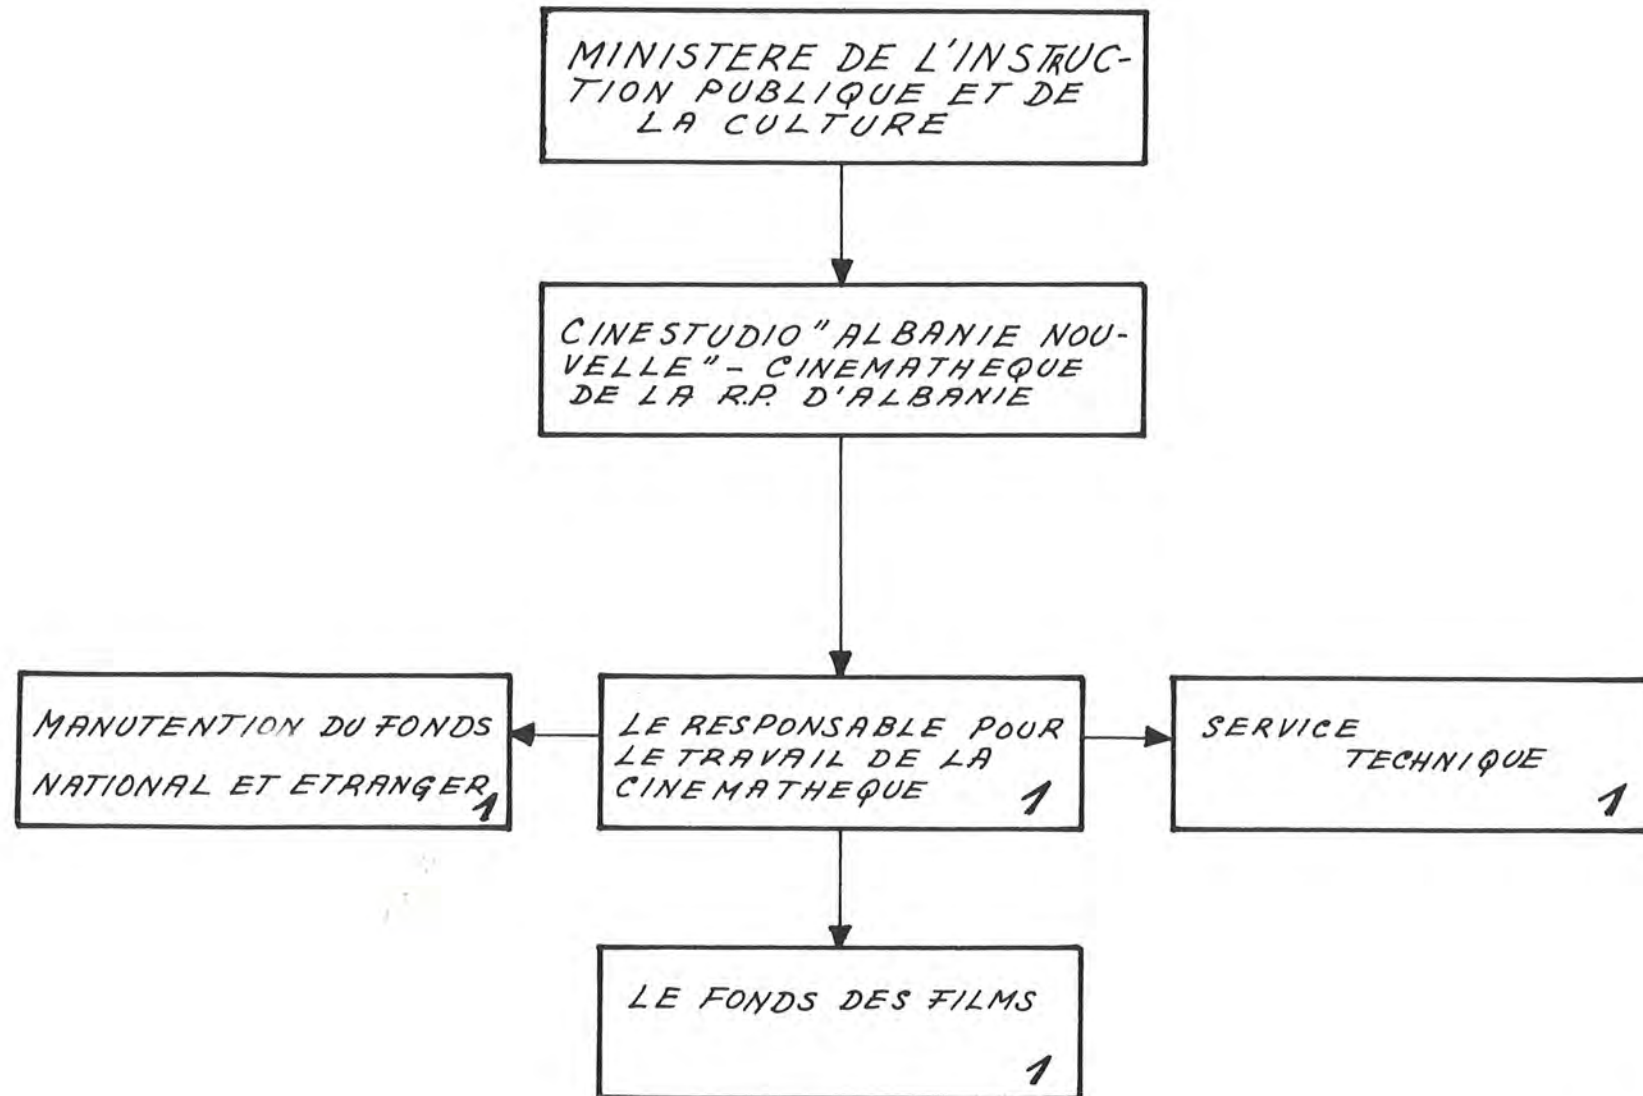 MINISTERE DE L'INSTRUC-
TION PUBLIQUE ET DE
LA CULTURE
CINESTUDIO "ALBANIE NOU-
VELLE" - CINEMATHEQUE
DE LA R.P. D'ALBANIE
MANUTENTION DU FONDS
NATIONAL ET ETRANGER
1
LE RESPONSABLE POUR
LE TRAVAIL DE LA
CINEMATHEQUE 1
SERVICE
TECHNIQUE
1
LE FONDS DES FILMS
1